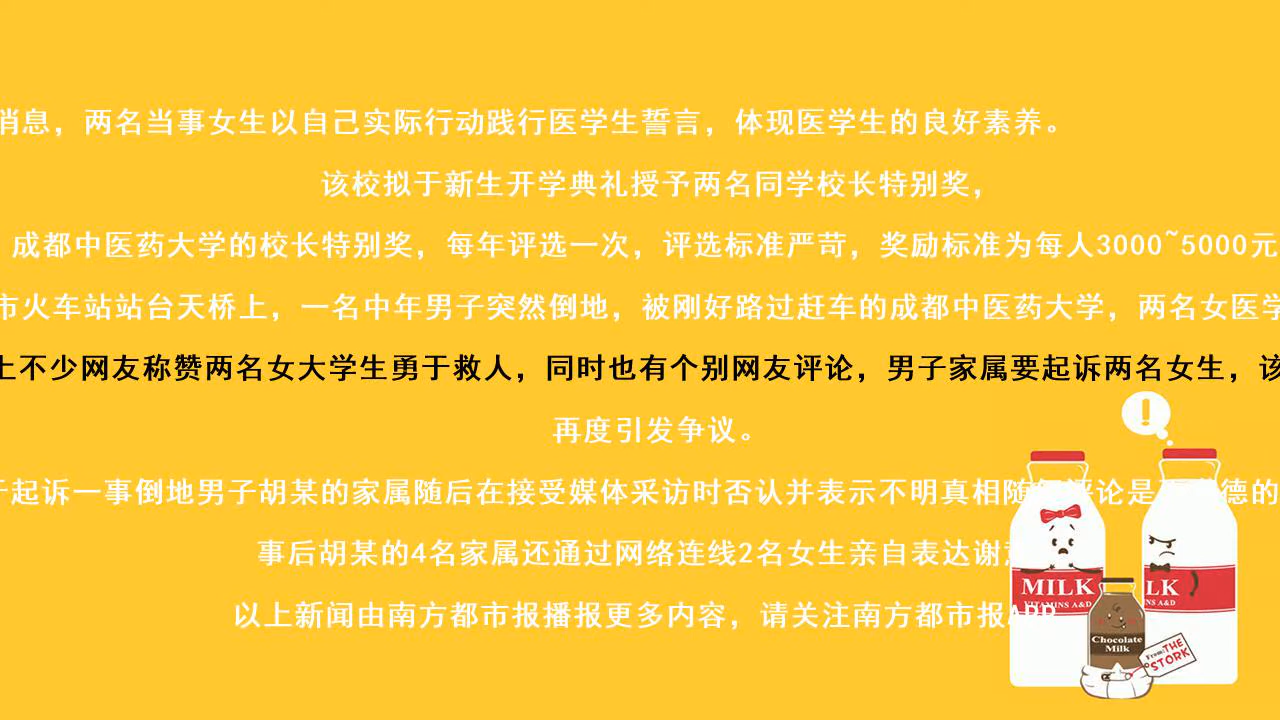 消息，两名当事女生以自己实际行动践行医学生誓言，体现医学生的良好素养。
该校拟于新生开学典礼授予两名同学校长特别奖，
成都中医药大学的校长特别奖，每年评选一次，评选标准严苛，奖励标准为每人3000~5000元
市火车站站台天桥上，一名中年男子突然倒地，被刚好路过赶车的成都中医药大学，两名女医学
上不少网友称赞两名女大学生勇于救人，同时也有个别网友评论，男子家属要起诉两名女生，该
再度引发争议。
于起诉一事倒地男子胡某的家属随后在接受媒体采访时否认并表示不明真相随 评论是 德的
事后胡某的4名家属还通过网络连线2名女生亲自表达谢
以上新闻由南方都市报播报更多内容，请关注南方都市报APP
!
MILK
VITAMINS A&D
LK
NS A&D
Chocolate
Milk
From: THE
STORK